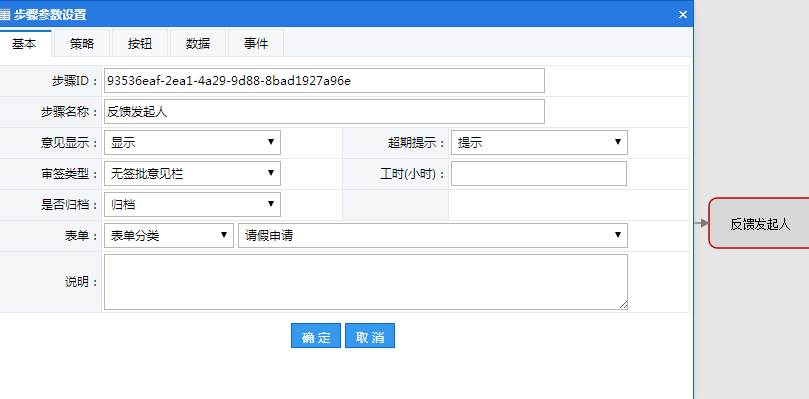 步骤参数设置
基本 策略 按钮 数据 事件
步骤ID： 93536eaf-2ea1-4a29-9d88-8bad1927a96e
步骤名称： 反馈发起人
意见显示： 显示 超期提示： 提示
审签类型： 无签批意见栏 工时(小时)：
是否归档： 归档
表单： 表单分类 请假申请
说明：
确 定 取 消
反馈发起人